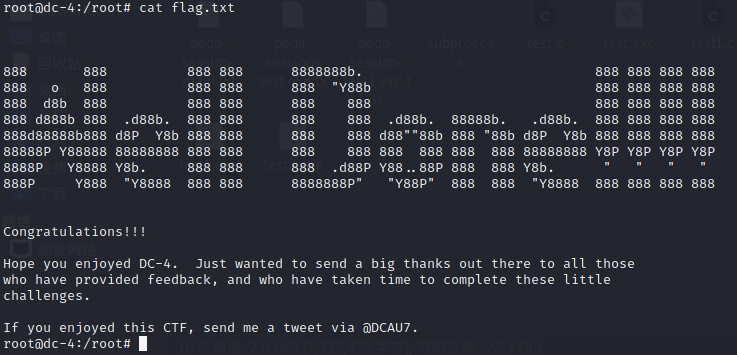 root@dc-4:/root# cat flag.txt
888       888          888 888      8888888b.                             888 888 888 888
888   o   888          888 888      888  "Y88b                            888 888 888 888
888  d8b  888          888 888      888    888                            888 888 888 888
888 d888b 888  .d88b.  888 888      888    888  .d88b.  88888b.   .d88b.  888 888 888 888
888d88888b888 d8P  Y8b 888 888      888    888 d88""88b 888 "88b d8P  Y8b 888 888 888 888
88888P Y88888 88888888 888 888      888    888 888  888 888  888 88888888 Y8P Y8P Y8P Y8P
8888P   Y8888 Y8b.     888 888      888  .d88P Y88..88P 888  888 Y8b.      "   "   "   "
888P     Y888  "Y8888  888 888      8888888P"   "Y88P"  888  888  "Y8888  888 888 888 888
Congratulations!!!
Hope you enjoyed DC-4.  Just wanted to send a big thanks out there to all those
who have provided feedback, and who have taken time to complete these little
challenges.
If you enjoyed this CTF, send me a tweet via @DCAU7.
root@dc-4:/root#